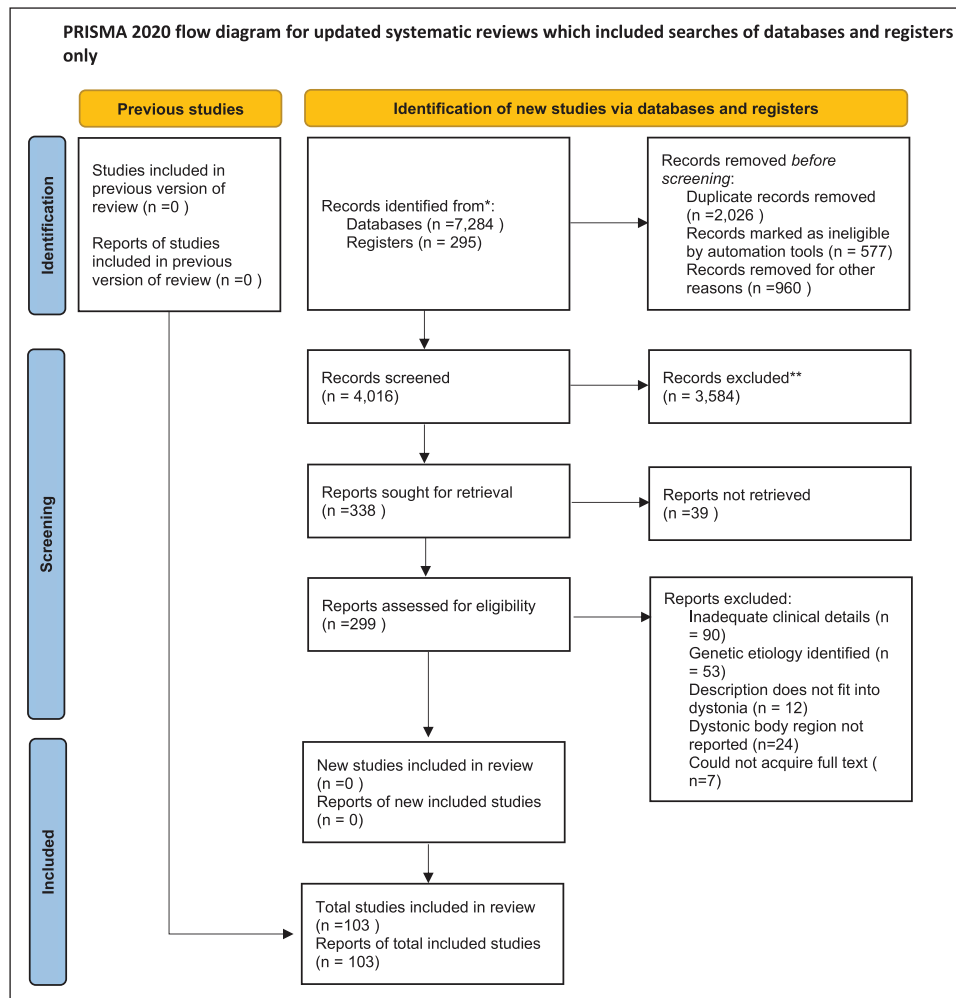 PRISMA 2020 flow diagram for updated systematic reviews which included searches of databases and registers
only
Previous studies
Identification of new studies via databases and registers
Identification
Studies included in
previous version of
review (n =0 )
Reports of studies
included in previous
version of review (n =0 )
Records identified from*:
Databases (n =7,284 )
Registers (n = 295)
Records removed before
screening:
Duplicate records removed
(n =2,026 )
Records marked as ineligible
by automation tools (n = 577)
Records removed for other
reasons (n =960 )
Screening
Records screened
(n = 4,016)
Records excluded**
(n = 3,584)
Reports sought for retrieval
(n =338 )
Reports not retrieved
(n =39 )
Reports assessed for eligibility
(n =299 )
Reports excluded:
Inadequate clinical details (n
= 90)
Genetic etiology identified (n
= 53)
Description does not fit into
dystonia (n = 12)
Dystonic body region not
reported (n=24)
Could not acquire full text (
n=7)
Included
New studies included in review
(n =0 )
Reports of new included studies
(n = 0)
Total studies included in review
(n =103 )
Reports of total included studies
(n = 103)